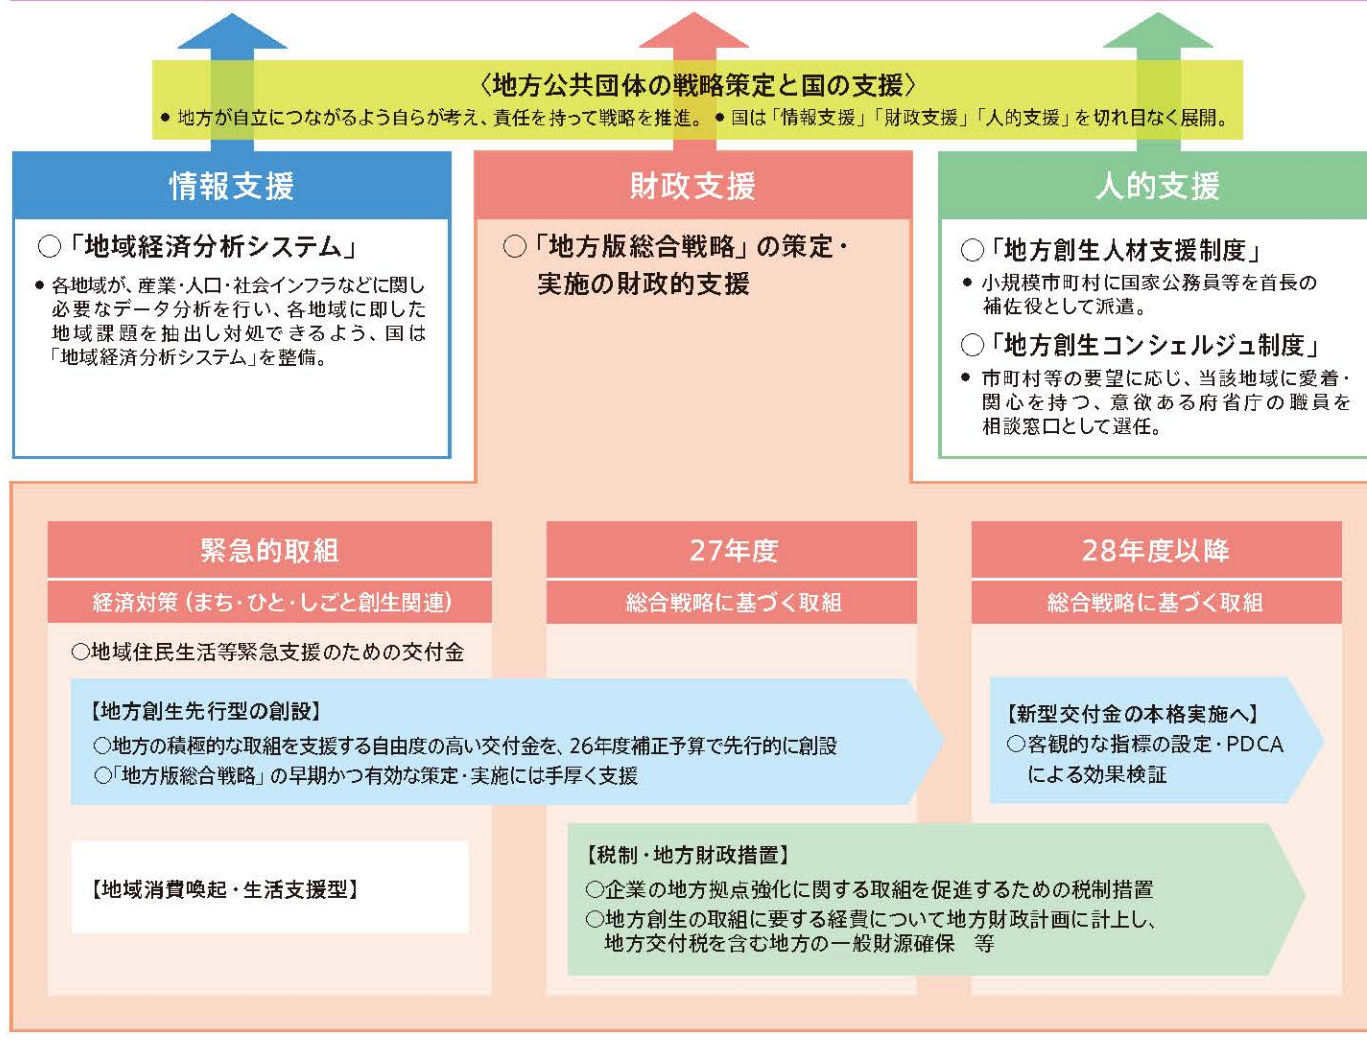 〈地方公共団体の戦略策定と国の支援〉
● 地方が自立につながるよう自らが考え、責任を持って戦略を推進。 ● 国は「情報支援」「財政支援」「人的支援」を切れ目なく展開。
情報支援
○「地域経済分析システム」
● 各地域が、産業・人口・社会インフラなどに関し
必要なデータ分析を行い、各地域に即した
地域課題を抽出し対処できるよう、国は
「地域経済分析システム」を整備。
財政支援
○「地方版総合戦略」の策定・
実施の財政的支援
人的支援
○「地方創生人材支援制度」
● 小規模市町村に国家公務員等を首長の
補佐役として派遣。
○「地方創生コンシェルジュ制度」
● 市町村等の要望に応じ、当該地域に愛着・
関心を持つ、意欲ある府省庁の職員を
相談窓口として選任。
緊急的取組
経済対策(まち・ひと・しごと創生関連)
○地域住民生活等緊急支援のための交付金
27年度
総合戦略に基づく取組
28年度以降
総合戦略に基づく取組
【地方創生先行型の創設】
○地方の積極的な取組を支援する自由度の高い交付金を、26年度補正予算で先行的に創設
○「地方版総合戦略」の早期かつ有効な策定・実施には手厚く支援
【新型交付金の本格実施へ】
○客観的な指標の設定・PDCA
による効果検証
【地域消費喚起・生活支援型】
【税制・地方財政措置】
○企業の地方拠点強化に関する取組を促進するための税制措置
○地方創生の取組に要する経費について地方財政計画に計上し、
地方交付税を含む地方の一般財源確保 等